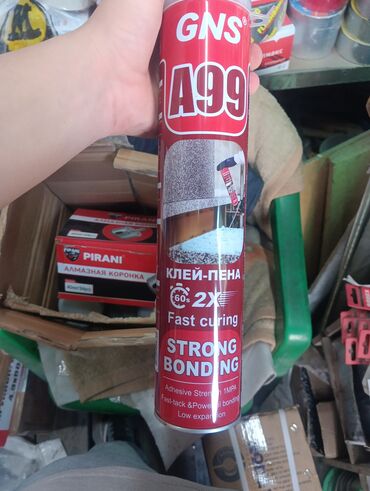 GNS®
A99
КЛЕЙ-ПЕНА
60s 2X
Fast curing
STRONG
BONDING
Adhesive Strength 1MPA
Fast-tack &Powerful bonding
Low expansion
PIRANI
PIRANI
АЛМАЗНАЯ КОРОНКА